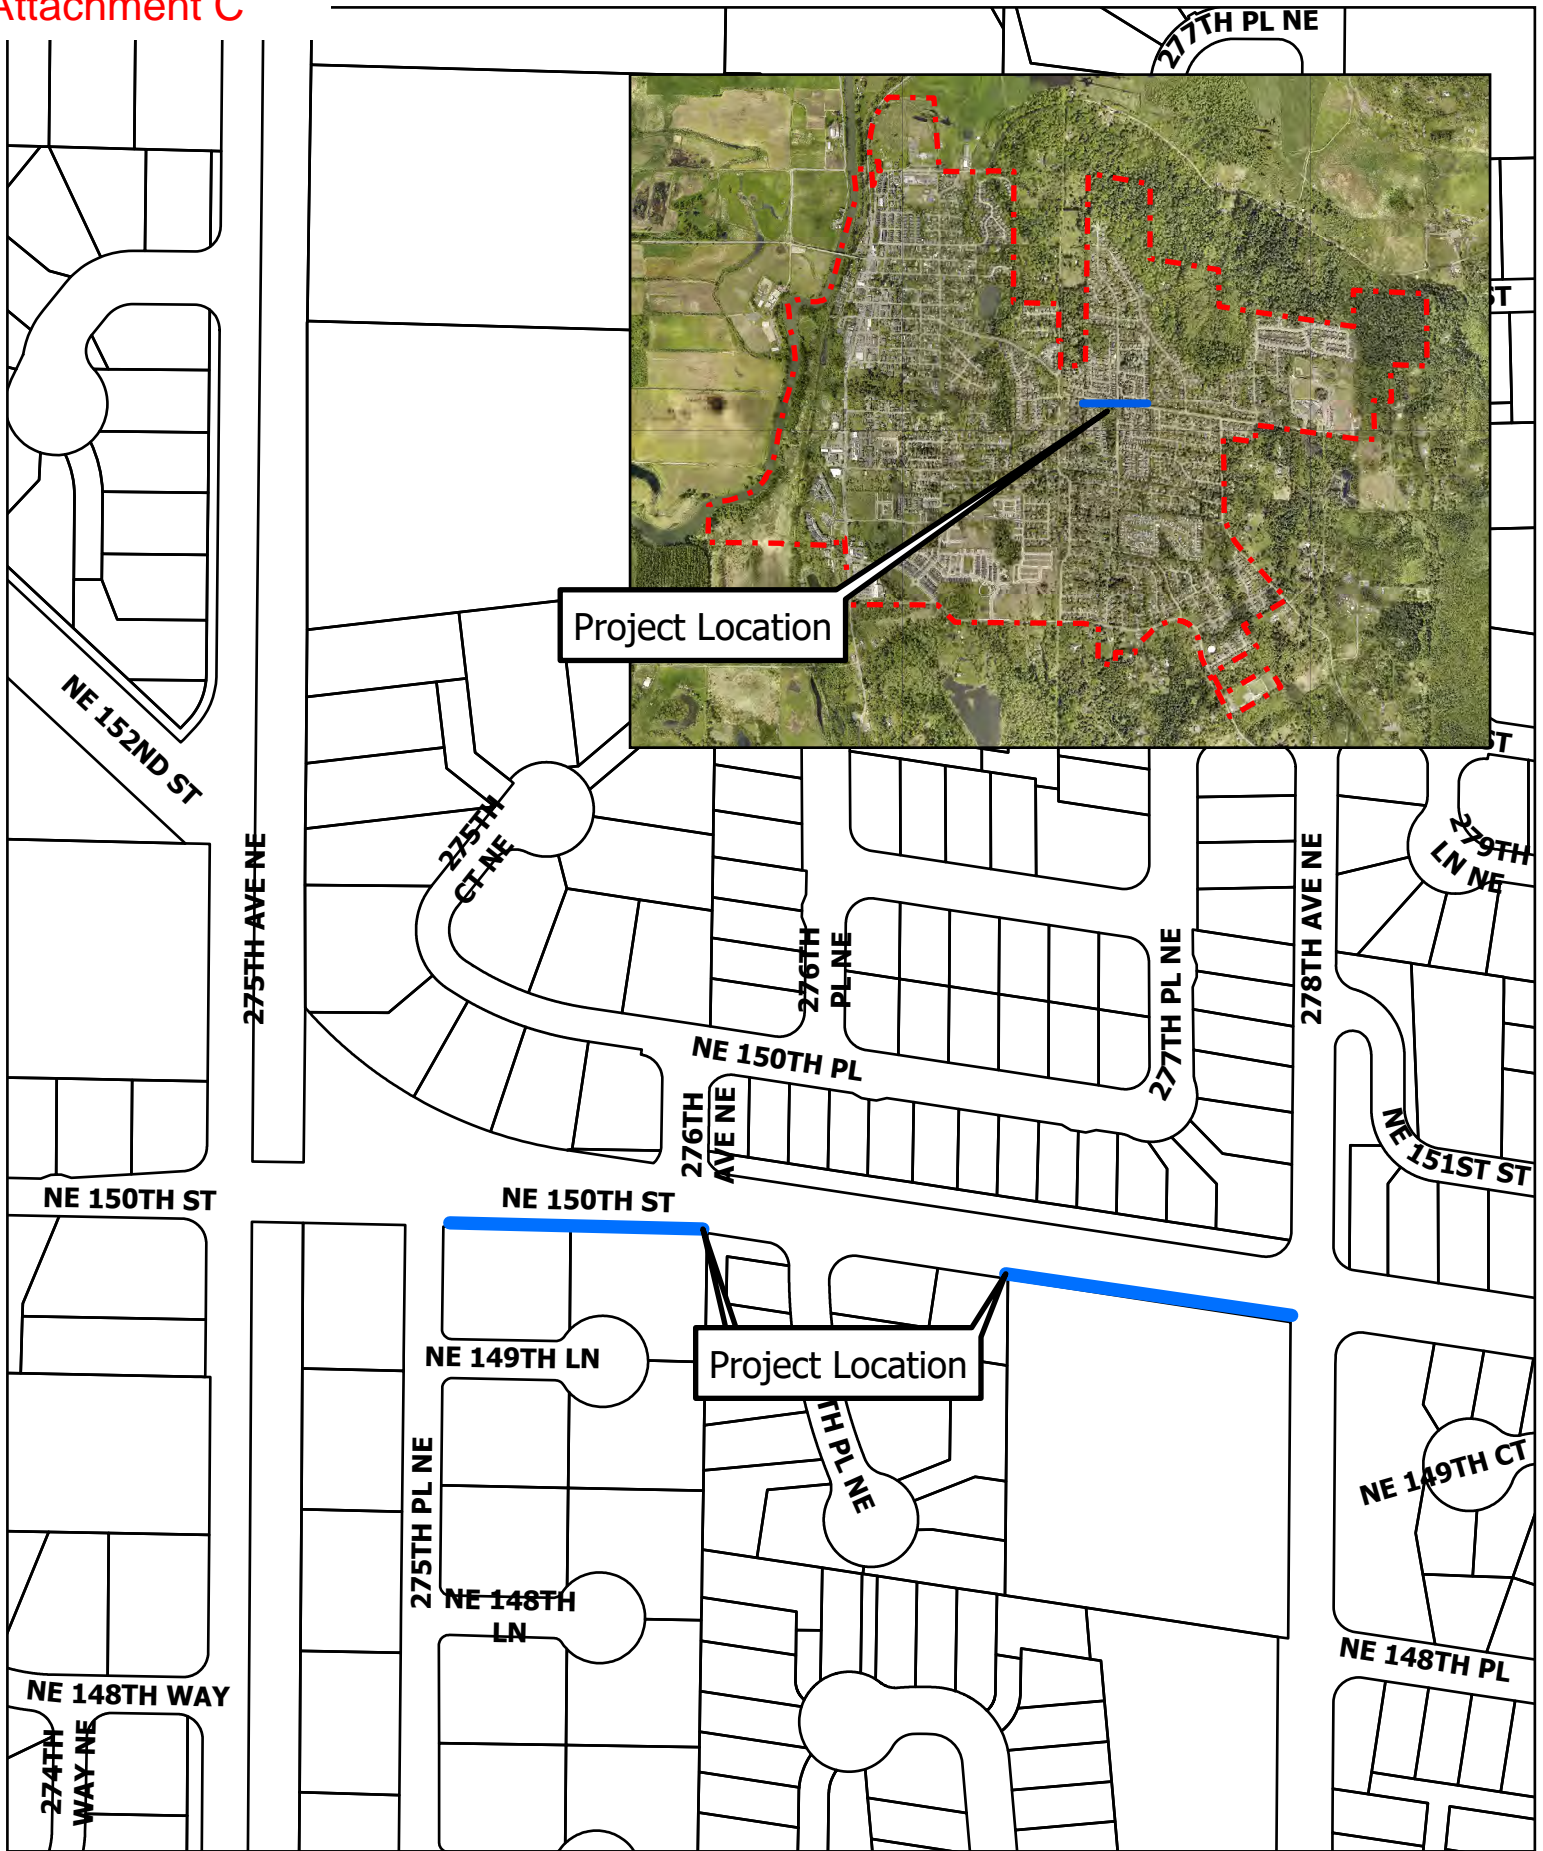 Attachment C
277TH PL NE
ST
Project Location
NE 152ND ST
ST
275TH
CT NE
279TH
LN NE
275TH AVE NE
276TH
PL NE
277TH PL NE
278TH AVE NE
NE 150TH PL
276TH
AVE NE
NE 151ST ST
NE 150TH ST
NE 150TH ST
NE 149TH LN
Project Location
TH PL NE
275TH PL NE
NE 149TH CT
NE 148TH
LN
NE 148TH PL
NE 148TH WAY
274TH
WAY NE